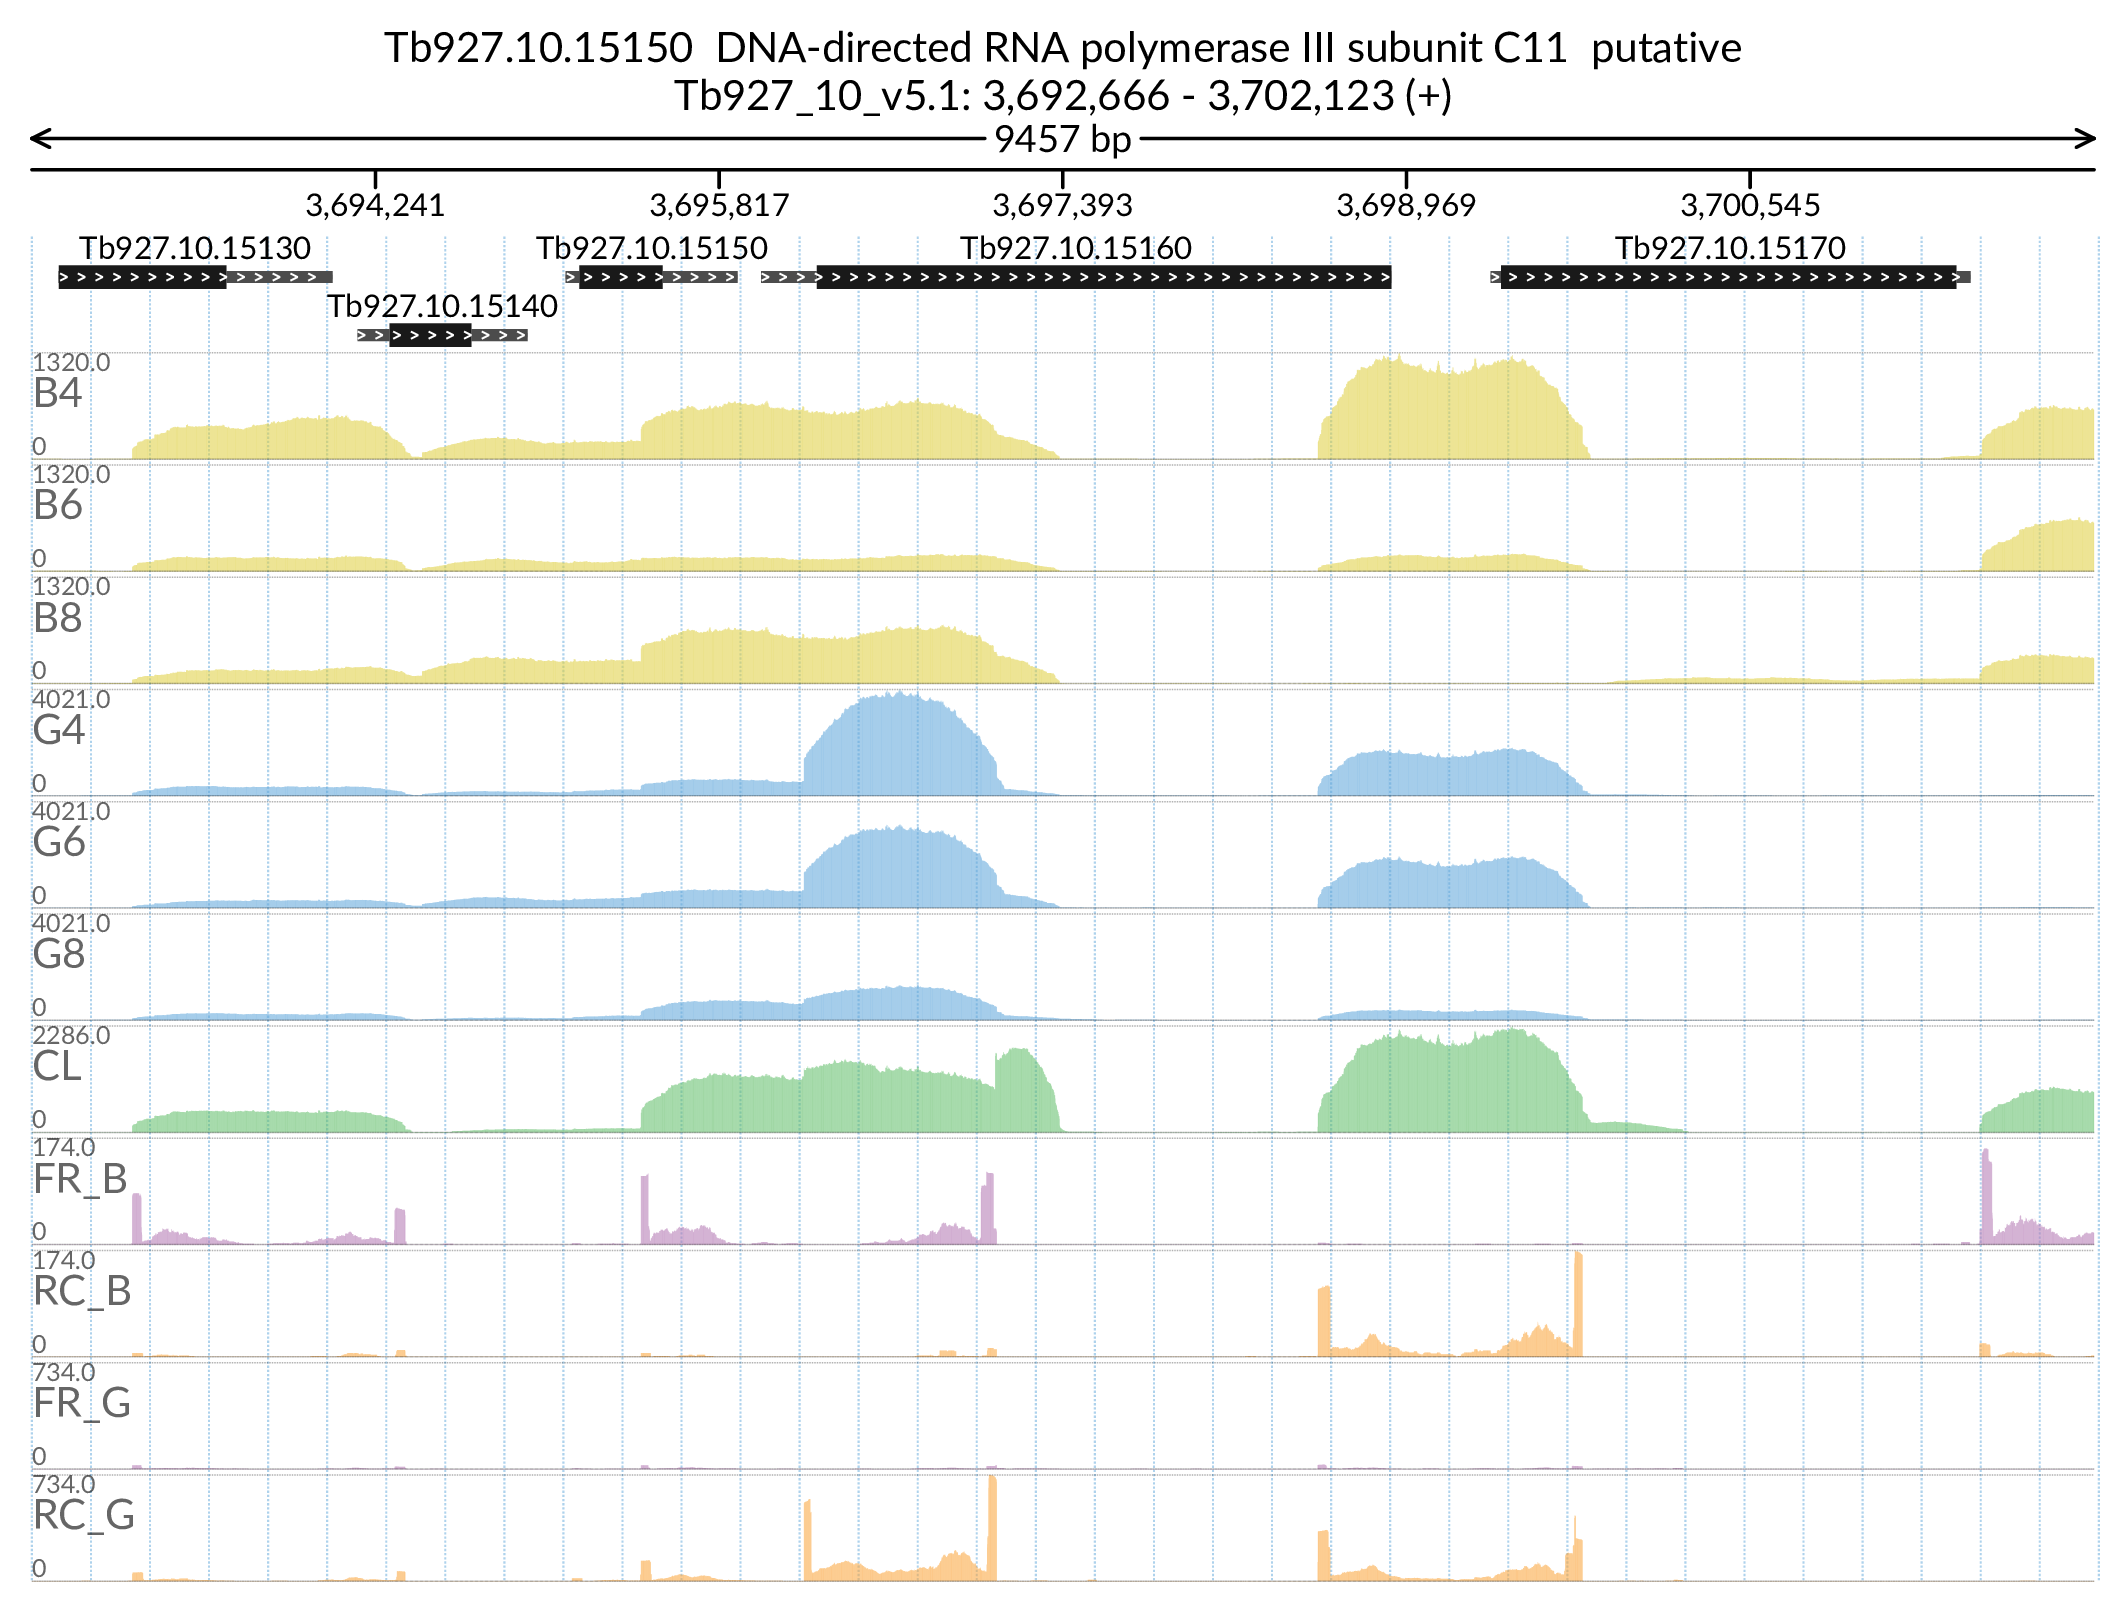 Tb927.10.15150  DNA-directed RNA polymerase III subunit C11  putative
Tb927_10_v5.1: 3,692,666 - 3,702,123 (+)
9457 bp
3,694,241 3,695,817 3,697,393 3,698,969 3,700,545
Tb927.10.15130 Tb927.10.15150 Tb927.10.15160 Tb927.10.15170
Tb927.10.15140
1320.0
B4
0
1320.0
B6
0
1320.0
B8
0
4021.0
G4
0
4021.0
G6
0
4021.0
G8
0
2286.0
CL
0
174.0
FR_B
0
174.0
RC_B
0
734.0
FR_G
0
734.0
RC_G
0